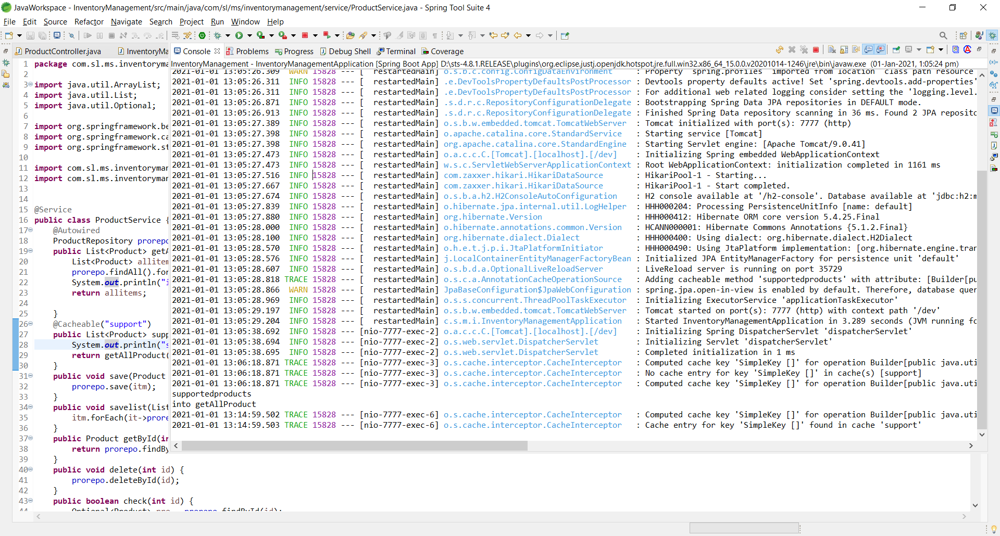 JavaWorkspace - InventoryManagement/src/main/java/com/sl/ms/inventorymanagement/service/ProductService.java - Spring Tool Suite 4
File Edit Source Refactor Navigate Search Project Run Window Help
ProductController.java
InventoryMa
Console
Problems
Progress
Debug Shell
Terminal
Coverage
InventoryManagement - InventoryManagementApplication [Spring Boot App] D:\sts-4.8.1.RELEASE\plugins\org.eclipse.justj.openjdk.hotspot.jre.full.win32.x86_64_15.0.0.v20201014-1246\jre\bin\javaw.exe (01-Jan-2021, 1:05:24 pm)
1 package com.sl.ms.inventoryma
2
3 import java.util.ArrayList;
4 import java.util.List;
5 import java.util.Optional;
6
7 import org.springframework.be
8 import org.springframework.ca
9 import org.springframework.st
10
11 import com.sl.ms.inventoryman
12 import com.sl.ms.inventoryman
13
14
15 @Service
16 public class ProductService {
17 @Autowired
18 ProductRepository prorepo
19 public List<Product> getA
20 List<Product> allitem
21 prorepo.findAll().for
22 System.out.println("i
23 return allitems;
24
25 }
26 @Cacheable("support")
27 public List<Product> supp
28 System.out.println("s
29 return getAllProduct(
30 }
31 public void save(Product
32 prorepo.save(itm);
33 }
34 public void savelist(List
35 itm.forEach(it->prore
36 }
37 public Product getById(in
38 return prorepo.findBy
39 }
40 public void delete(int id) {
41 prorepo.deleteById(id);
42 }
43 public boolean check(int id) {
44 Optional<Product> pro = prorepo.findById(id);
2021-01-01 13:05:26.309 WARN 15828 --- [ restartedMain] o.s.b.c.config.ConfigDataEnvironment : Property 'spring.profiles' imported from location 'class path resource
2021-01-01 13:05:26.311 INFO 15828 --- [ restartedMain] .e.DevToolsPropertyDefaultsPostProcessor : Devtools property defaults active! Set 'spring.devtools.add-properties'
2021-01-01 13:05:26.311 INFO 15828 --- [ restartedMain] .e.DevToolsPropertyDefaultsPostProcessor : For additional web related logging consider setting the 'logging.level.
2021-01-01 13:05:26.871 INFO 15828 --- [ restartedMain] .s.d.r.c.RepositoryConfigurationDelegate : Bootstrapping Spring Data JPA repositories in DEFAULT mode.
2021-01-01 13:05:26.913 INFO 15828 --- [ restartedMain] .s.d.r.c.RepositoryConfigurationDelegate : Finished Spring Data repository scanning in 36 ms. Found 2 JPA reposito
2021-01-01 13:05:27.389 INFO 15828 --- [ restartedMain] o.s.b.w.embedded.tomcat.TomcatWebServer : Tomcat initialized with port(s): 7777 (http)
2021-01-01 13:05:27.398 INFO 15828 --- [ restartedMain] o.apache.catalina.core.StandardService : Starting service [Tomcat]
2021-01-01 13:05:27.398 INFO 15828 --- [ restartedMain] org.apache.catalina.core.StandardEngine : Starting Servlet engine: [Apache Tomcat/9.0.41]
2021-01-01 13:05:27.473 INFO 15828 --- [ restartedMain] o.a.c.c.C.[Tomcat].[localhost].[/dev] : Initializing Spring embedded WebApplicationContext
2021-01-01 13:05:27.473 INFO 15828 --- [ restartedMain] w.s.c.ServletWebServerApplicationContext : Root WebApplicationContext: initialization completed in 1161 ms
2021-01-01 13:05:27.516 INFO 15828 --- [ restartedMain] com.zaxxer.hikari.HikariDataSource : HikariPool-1 - Starting...
2021-01-01 13:05:27.667 INFO 15828 --- [ restartedMain] com.zaxxer.hikari.HikariDataSource : HikariPool-1 - Start completed.
2021-01-01 13:05:27.674 INFO 15828 --- [ restartedMain] o.s.b.a.h2.H2ConsoleAutoConfiguration : H2 console available at '/h2-console'. Database available at 'jdbc:h2:m
2021-01-01 13:05:27.839 INFO 15828 --- [ restartedMain] o.hibernate.jpa.internal.util.LogHelper : HHH000204: Processing PersistenceUnitInfo [name: default]
2021-01-01 13:05:27.880 INFO 15828 --- [ restartedMain] org.hibernate.Version : HHH000412: Hibernate ORM core version 5.4.25.Final
2021-01-01 13:05:28.000 INFO 15828 --- [ restartedMain] o.hibernate.annotations.common.Version : HCANN000001: Hibernate Commons Annotations {5.1.2.Final}
2021-01-01 13:05:28.100 INFO 15828 --- [ restartedMain] org.hibernate.dialect.Dialect : HHH000400: Using dialect: org.hibernate.dialect.H2Dialect
2021-01-01 13:05:28.570 INFO 15828 --- [ restartedMain] o.h.e.t.j.p.i.JtaPlatformInitiator : HHH000490: Using JtaPlatform implementation: [org.hibernate.engine.tran
2021-01-01 13:05:28.576 INFO 15828 --- [ restartedMain] j.LocalContainerEntityManagerFactoryBean : Initialized JPA EntityManagerFactory for persistence unit 'default'
2021-01-01 13:05:28.607 INFO 15828 --- [ restartedMain] o.s.b.d.a.OptionalLiveReloadServer : LiveReload server is running on port 35729
2021-01-01 13:05:28.818 TRACE 15828 --- [ restartedMain] o.s.c.a.AnnotationCacheOperationSource : Adding cacheable method 'supportedproducts' with attribute: [Builder[pu
2021-01-01 13:05:28.866 WARN 15828 --- [ restartedMain] JpaBaseConfiguration$JpaWebConfiguration : spring.jpa.open-in-view is enabled by default. Therefore, database quer
2021-01-01 13:05:28.969 INFO 15828 --- [ restartedMain] o.s.s.concurrent.ThreadPoolTaskExecutor : Initializing ExecutorService 'applicationTaskExecutor'
2021-01-01 13:05:29.197 INFO 15828 --- [ restartedMain] o.s.b.w.embedded.tomcat.TomcatWebServer : Tomcat started on port(s): 7777 (http) with context path '/dev'
2021-01-01 13:05:29.204 INFO 15828 --- [ restartedMain] c.s.m.i.InventoryManagementApplication : Started InventoryManagementApplication in 3.289 seconds (JVM running fo
2021-01-01 13:05:38.692 INFO 15828 --- [nio-7777-exec-2] o.a.c.c.C.[Tomcat].[localhost].[/dev] : Initializing Spring DispatcherServlet 'dispatcherServlet'
2021-01-01 13:05:38.694 INFO 15828 --- [nio-7777-exec-2] o.s.web.servlet.DispatcherServlet : Initializing Servlet 'dispatcherServlet'
2021-01-01 13:05:38.695 INFO 15828 --- [nio-7777-exec-2] o.s.web.servlet.DispatcherServlet : Completed initialization in 1 ms
2021-01-01 13:06:18.871 TRACE 15828 --- [nio-7777-exec-3] o.s.cache.interceptor.CacheInterceptor : Computed cache key 'SimpleKey []' for operation Builder[public java.uti
2021-01-01 13:06:18.871 TRACE 15828 --- [nio-7777-exec-3] o.s.cache.interceptor.CacheInterceptor : No cache entry for key 'SimpleKey []' in cache(s) [support]
2021-01-01 13:06:18.871 TRACE 15828 --- [nio-7777-exec-3] o.s.cache.interceptor.CacheInterceptor : Computed cache key 'SimpleKey []' for operation Builder[public java.uti
supportedproducts
into getAllProduct
2021-01-01 13:14:59.502 TRACE 15828 --- [nio-7777-exec-6] o.s.cache.interceptor.CacheInterceptor : Computed cache key 'SimpleKey []' for operation Builder[public java.uti
2021-01-01 13:14:59.503 TRACE 15828 --- [nio-7777-exec-6] o.s.cache.interceptor.CacheInterceptor : Cache entry for key 'SimpleKey []' found in cache 'support'